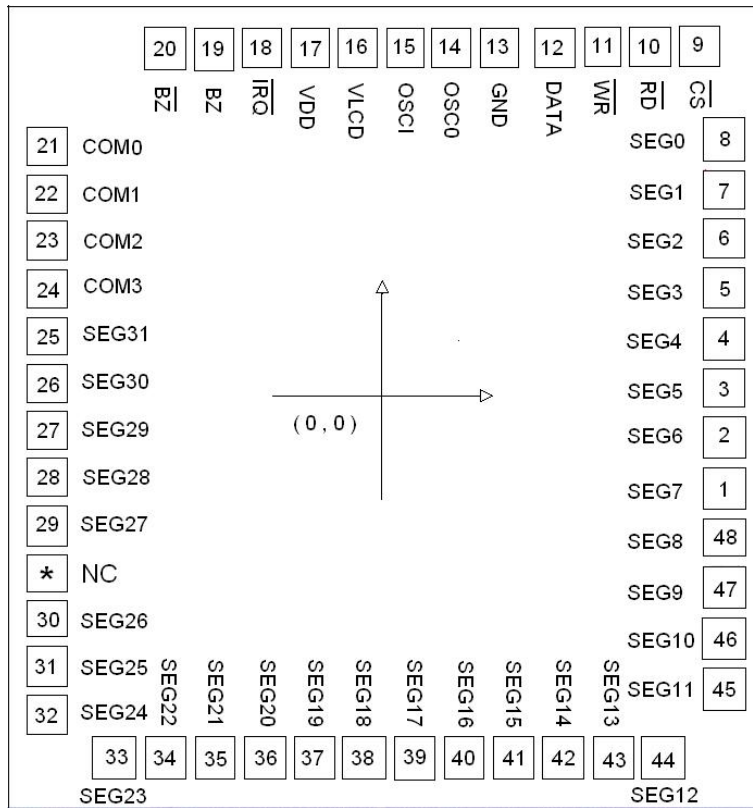 20 19 18 17 16 15 14 13 12 11 10 9
BZ BZ IRQ VDD VLCD OSCI OSC0 GND DATA WR RD CS
21 COM0 SEG0 8
22 COM1 SEG1 7
23 COM2 SEG2 6
24 COM3 SEG3 5
25 SEG31 SEG4 4
26 SEG30 SEG5 3
(0,0)
27 SEG29 SEG6 2
28 SEG28 SEG7 1
29 SEG27 SEG8 48
* NC SEG9 47
30 SEG26 SEG10 46
31 SEG25 SEG11 45
32 SEG24
SEG22 SEG21 SEG20 SEG19 SEG18 SEG17 SEG16 SEG15 SEG14 SEG13
33 34 35 36 37 38 39 40 41 42 43 44
SEG23 SEG12